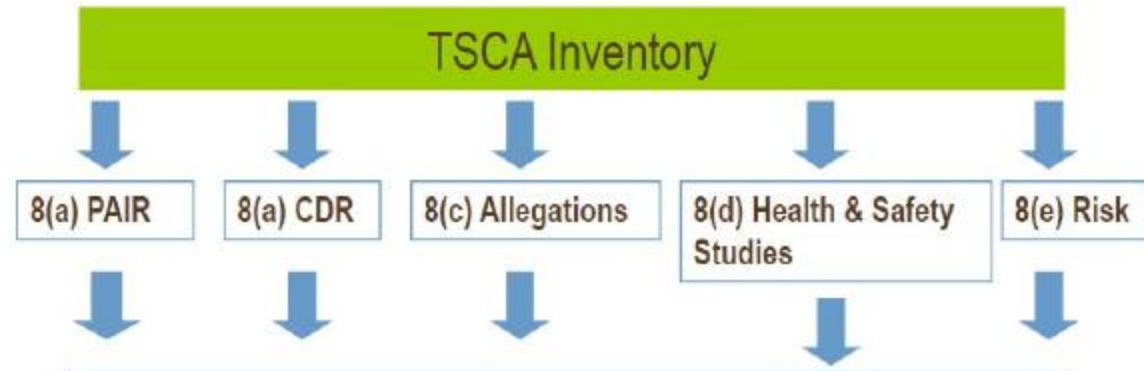 TSCA Inventory
8(a) PAIR
8(a) CDR
8(c) Allegations
8(d) Health & Safety
Studies
8(e) Risk